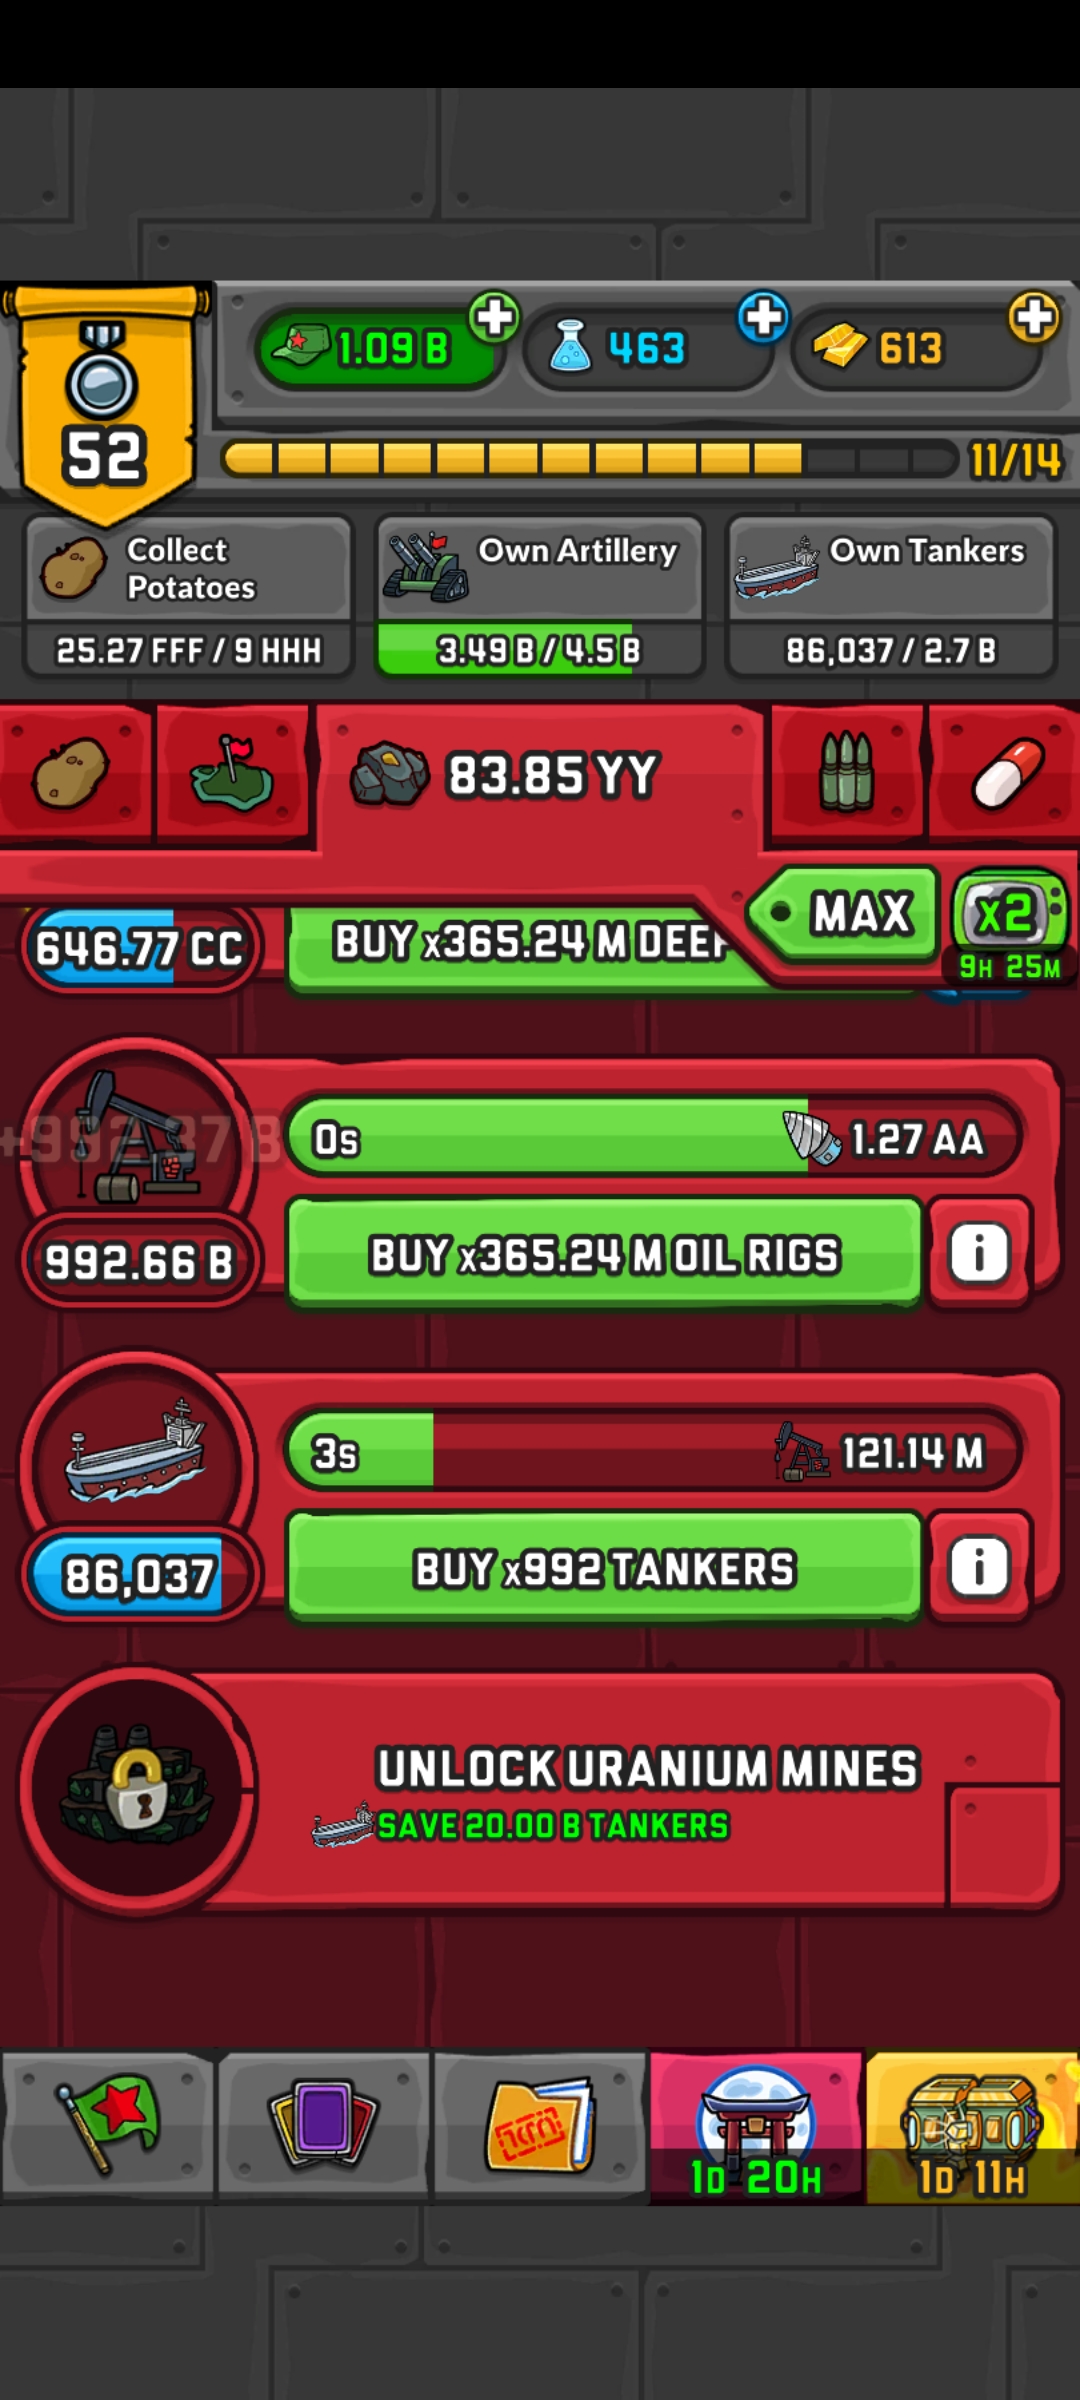 1.09 B
463
613
52
11/14
Collect
Potatoes
25.27 FFF / 9 HHH
Own Artillery
3.49 B / 4.5 B
Own Tankers
86,037 / 2.7 B
83.85 YY
MAX
x2
9H 25M
646.77 CC
BUY x365.24 M DEEP
+992.37 B
0s
1.27 AA
992.66 B
BUY x365.24 M OIL RIGS
i
3s
121.14 M
86,037
BUY x992 TANKERS
i
UNLOCK URANIUM MINES
SAVE 20.00 B TANKERS
1D 20H
1D 11H